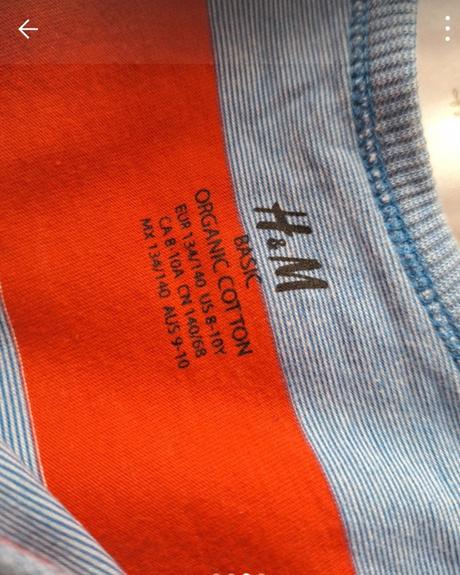 H&M
BASIC
ORGANIC COTTON
EUR 134/140 US 8-10Y
CA 8-10A CN 140/68
MX 134/140 AUS 9-10